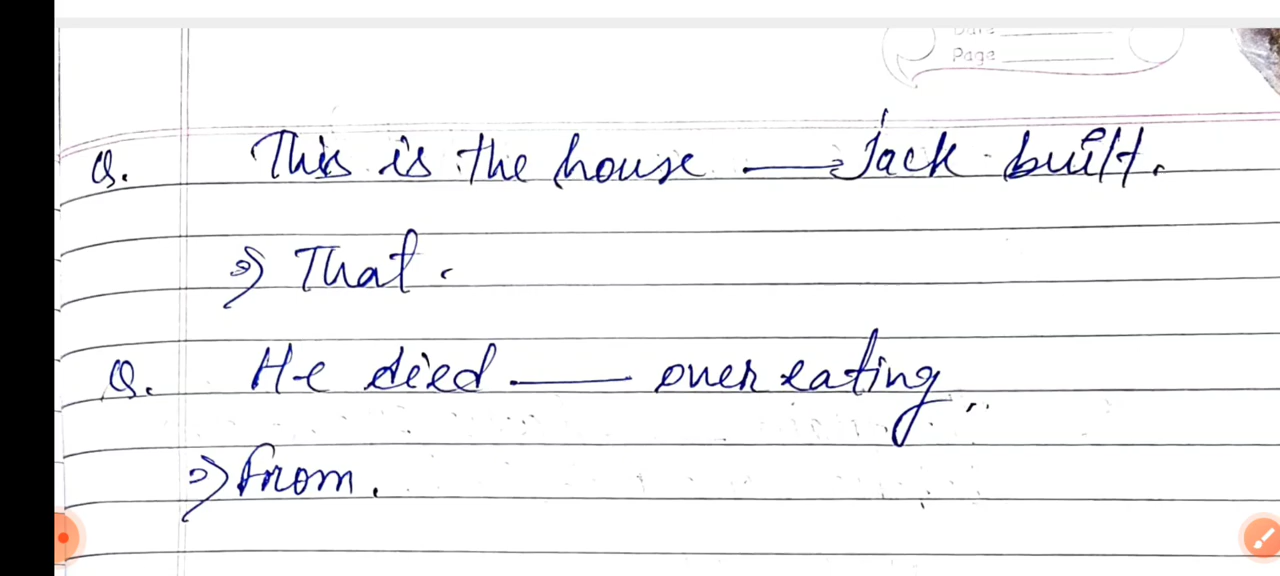 Page
Q. This is the house — Jack built.
⇒ That.
Q. He died — over eating..
⇒ From.